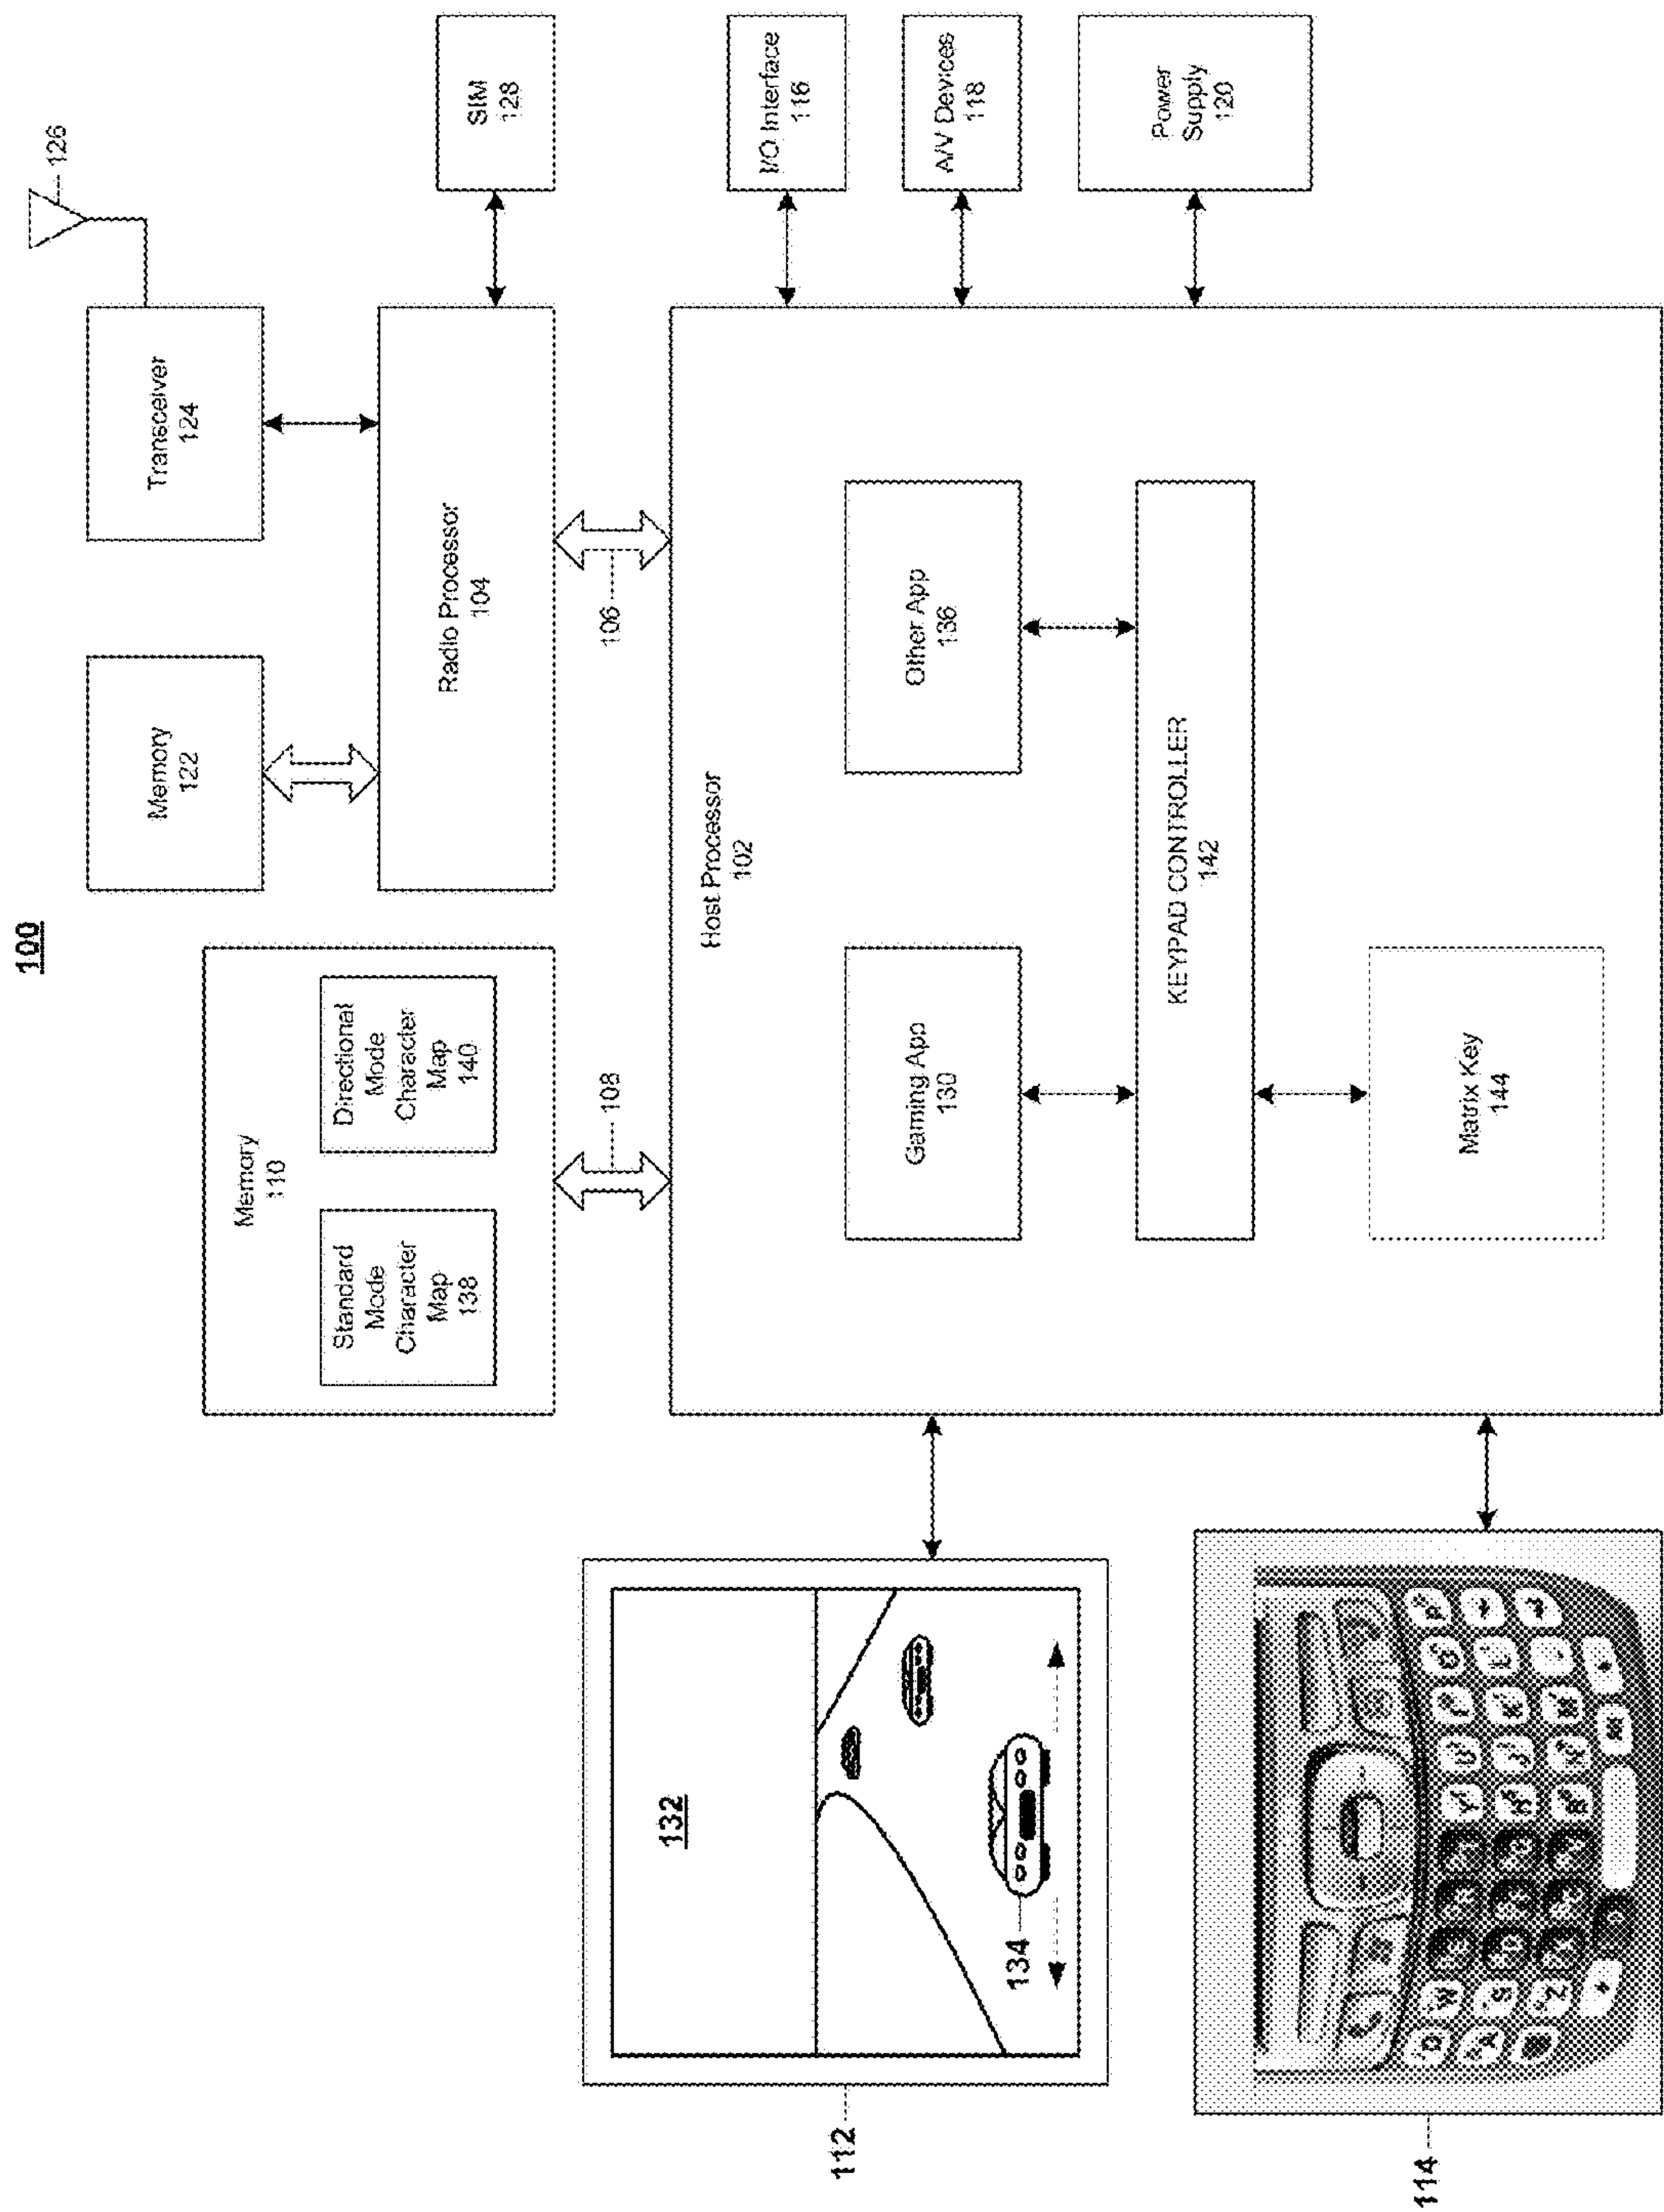 100
126
Transceiver
124
Memory
122
SIM
128
Radio Processor
104
Memory
110
Standard
Mode
Character
Map
138
Directional
Mode
Character
Map
140
106
108
I/O Interface
116
A/V Devices
118
Power
Supply
120
Host Processor
102
Gaming App
130
Other App
136
KEYPAD CONTROLLER
142
Matrix Key
144
132
134
112
114
Q
W
Y
U
I
O
P
A
S
H
J
K
L
Z
B
N
M